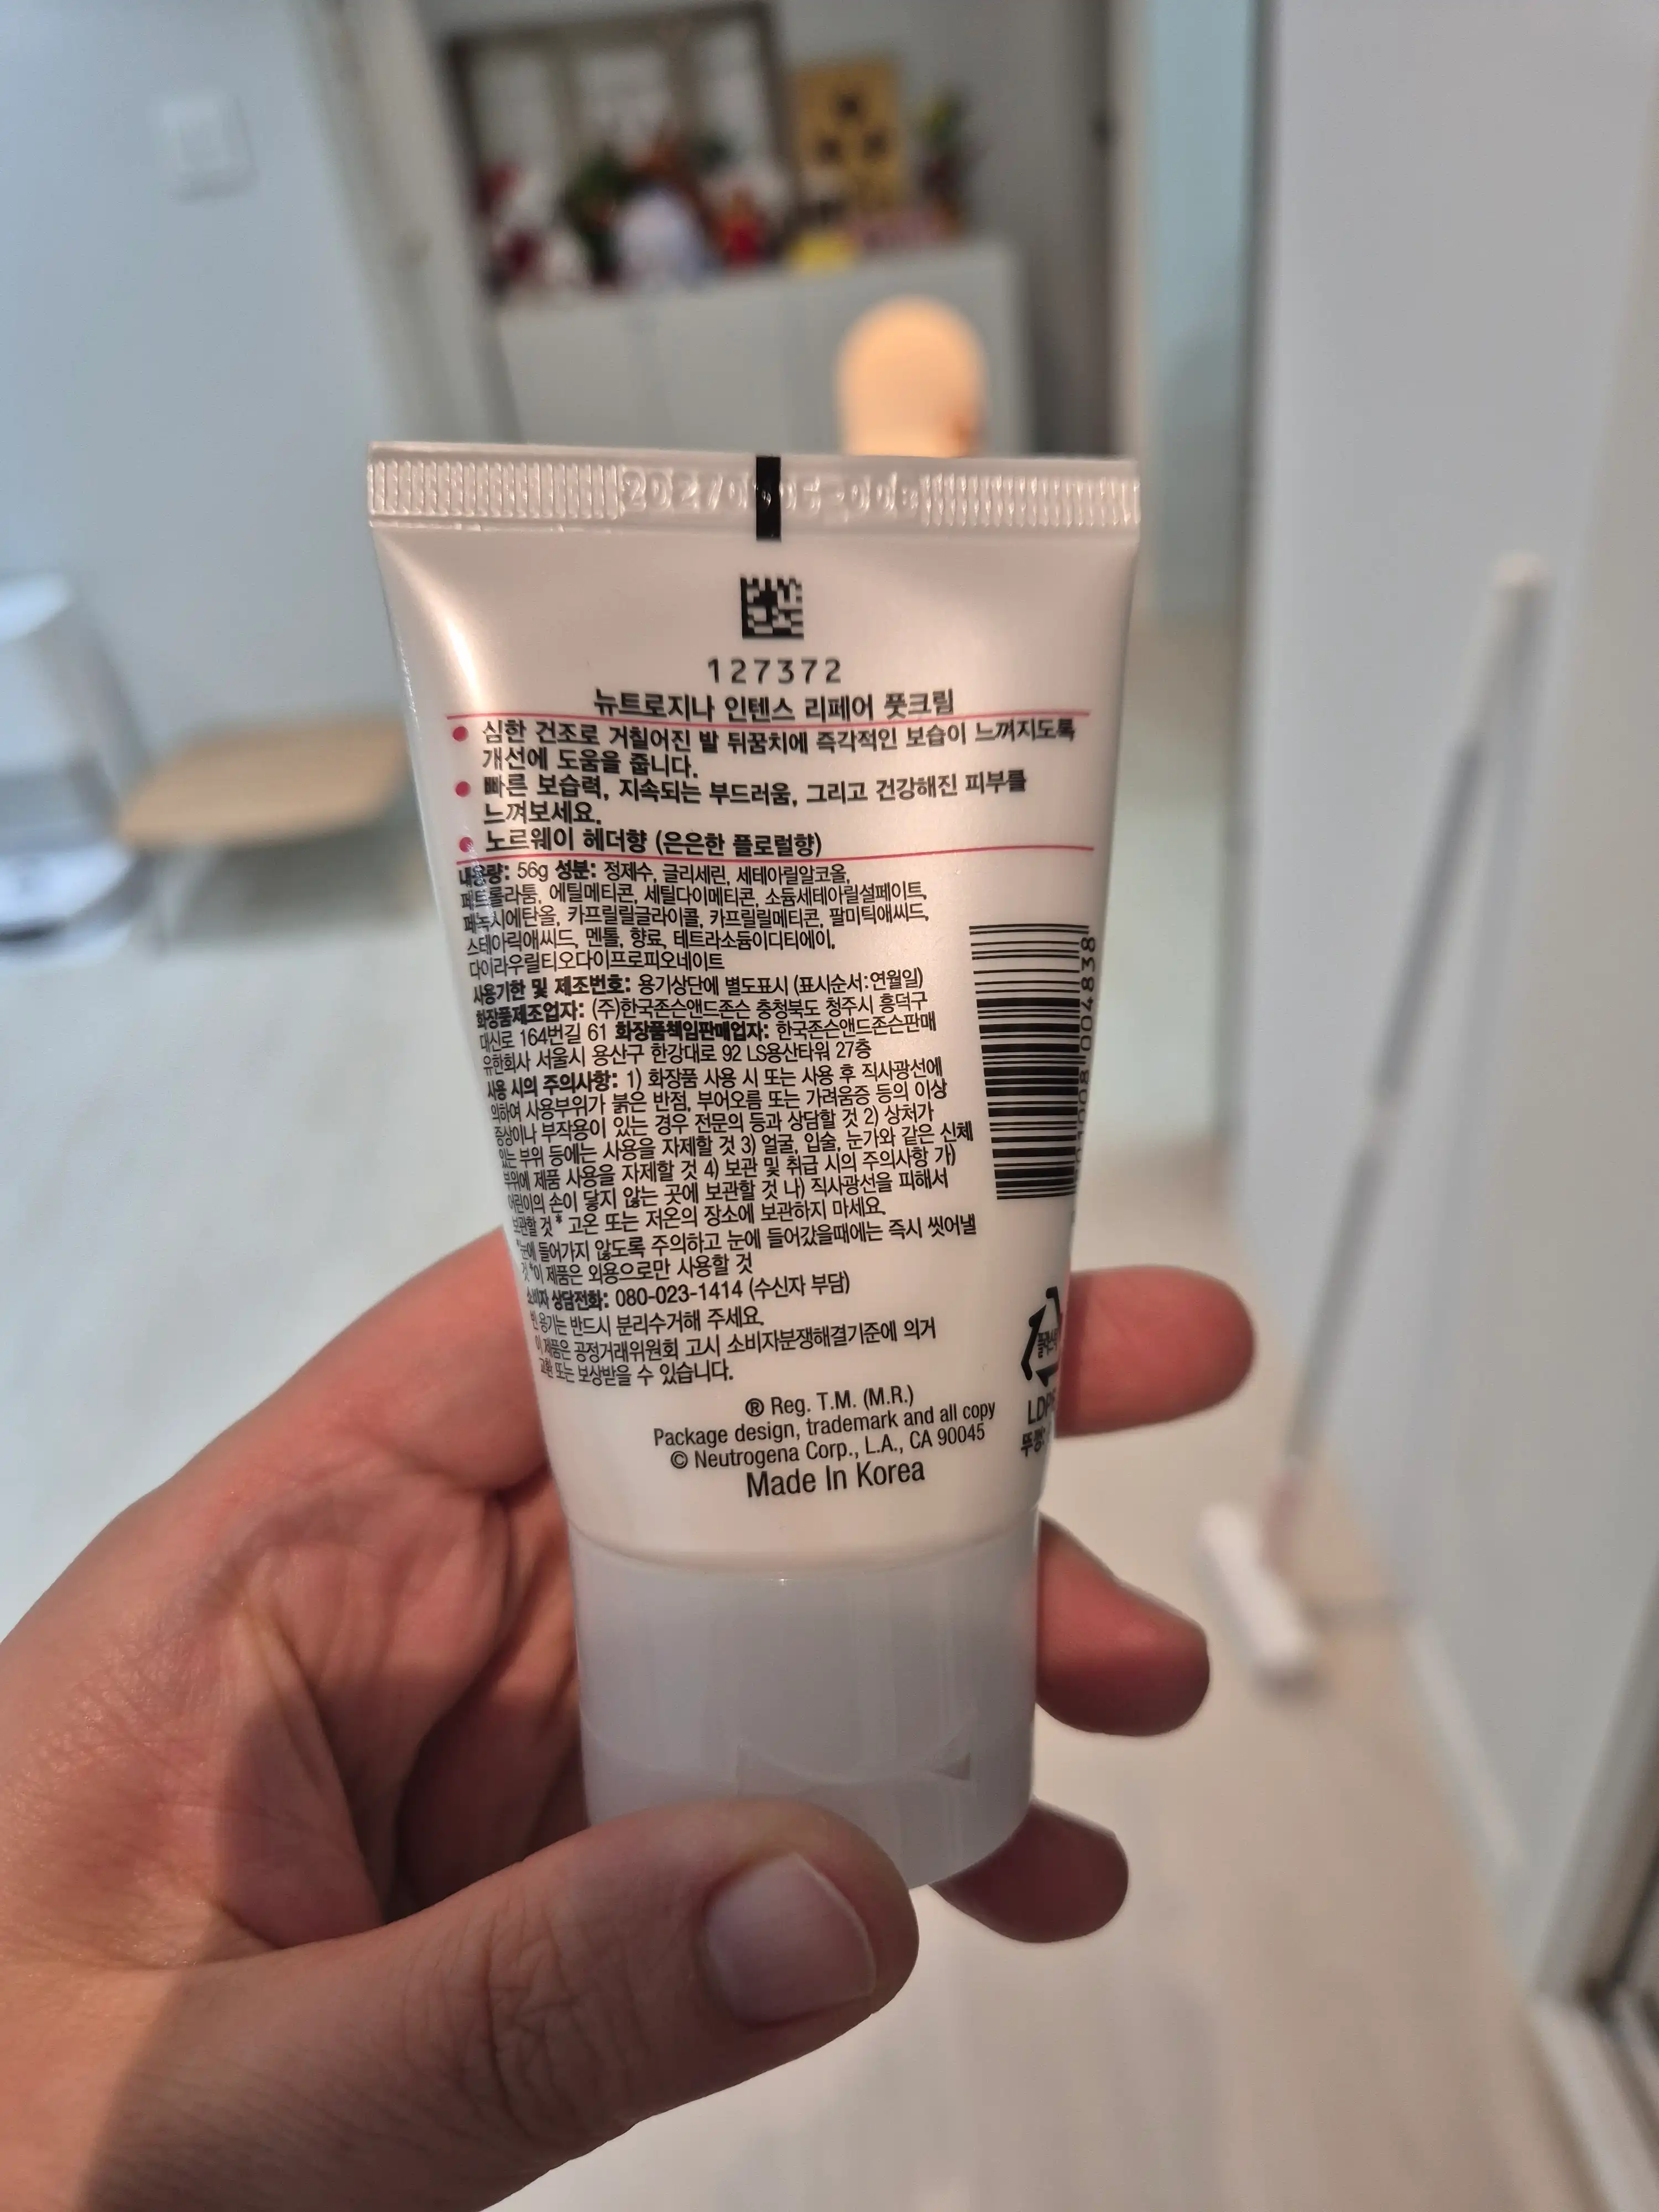 127372
뉴트로지나 인텐스 리페어 풋크림
● 심한 건조로 거칠어진 발 뒤꿈치에 즉각적인 보습이 느껴지도록
개선에 도움을 줍니다.
● 빠른 보습력, 지속되는 부드러움, 그리고 건강해진 피부를
느껴보세요.
● 노르웨이 헤더향 (은은한 플로럴향)
내용량: 56g 성분: 정제수, 글리세린, 세테아릴알코올,
페트롤라툼, 에틸메티콘, 세틸다이메티콘, 소듐세테아릴설페이트,
페녹시에탄올, 카프릴릴글라이콜, 카프릴릴메티콘, 팔미틱애씨드,
스테아릭애씨드, 멘톨, 향료, 테트라소듐이디티에이,
다이라우릴티오다이프로피오네이트
사용기한 및 제조번호: 용기상단에 별도표시 (표시순서:연월일)
화장품제조업자: (주)한국존슨앤드존슨 충청북도 청주시 흥덕구
대신로 164번길 61 화장품책임판매업자: 한국존슨앤드존슨판매
유한회사 서울시 용산구 한강대로 92 LS용산타워 27층
사용 시의 주의사항: 1) 화장품 사용 시 또는 사용 후 직사광선에
의하여 사용부위가 붉은 반점, 부어오름 또는 가려움증 등의 이상
증상이나 부작용이 있는 경우 전문의 등과 상담할 것 2) 상처가
있는 부위 등에는 사용을 자제할 것 3) 얼굴, 입술, 눈가와 같은 신체
부위에 제품 사용을 자제할 것 4) 보관 및 취급 시의 주의사항 가)
어린이의 손이 닿지 않는 곳에 보관할 것 나) 직사광선을 피해서
보관할 것 * 고온 또는 저온의 장소에 보관하지 마세요.
*눈에 들어가지 않도록 주의하고 눈에 들어갔을때에는 즉시 씻어낼
것 *이 제품은 외용으로만 사용할 것
소비자 상담전화: 080-023-1414 (수신자 부담)
빈 용기는 반드시 분리수거해 주세요.
이 제품은 공정거래위원회 고시 소비자분쟁해결기준에 의거
교환 또는 보상받을 수 있습니다.
® Reg. T.M. (M.R.)
Package design, trademark and all copy
© Neutrogena Corp., L.A., CA 90045
Made In Korea